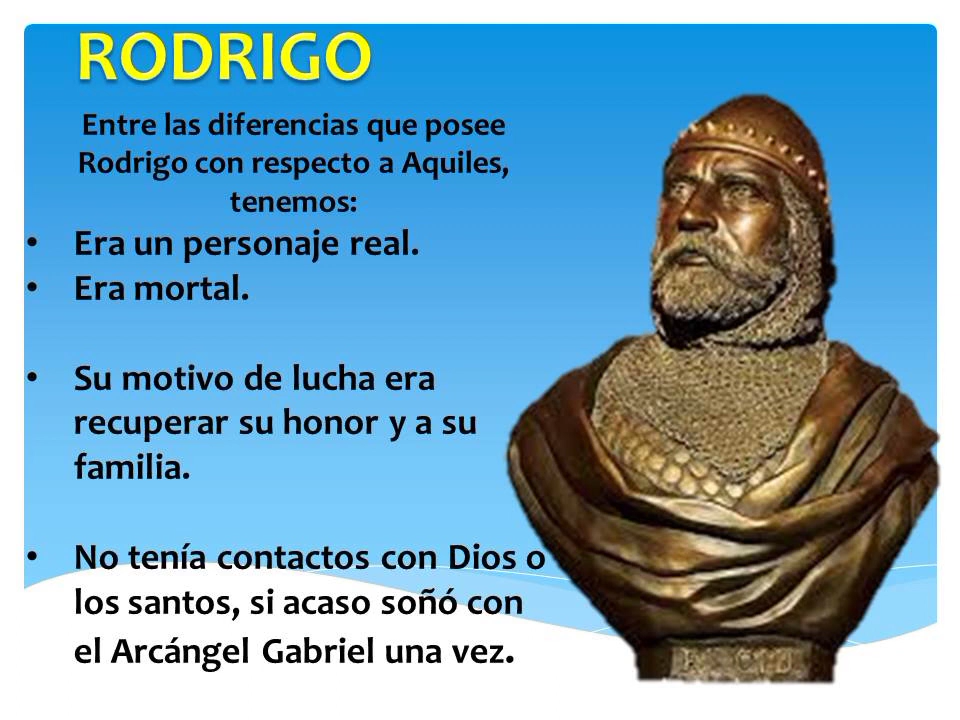 RODRIGO
Entre las diferencias que posee
Rodrigo con respecto a Aquiles,
tenemos:
• Era un personaje real.
• Era mortal.
• Su motivo de lucha era
recuperar su honor y a su
familia.
• No tenía contactos con Dios o
los santos, si acaso soñó con
el Arcángel Gabriel una vez.